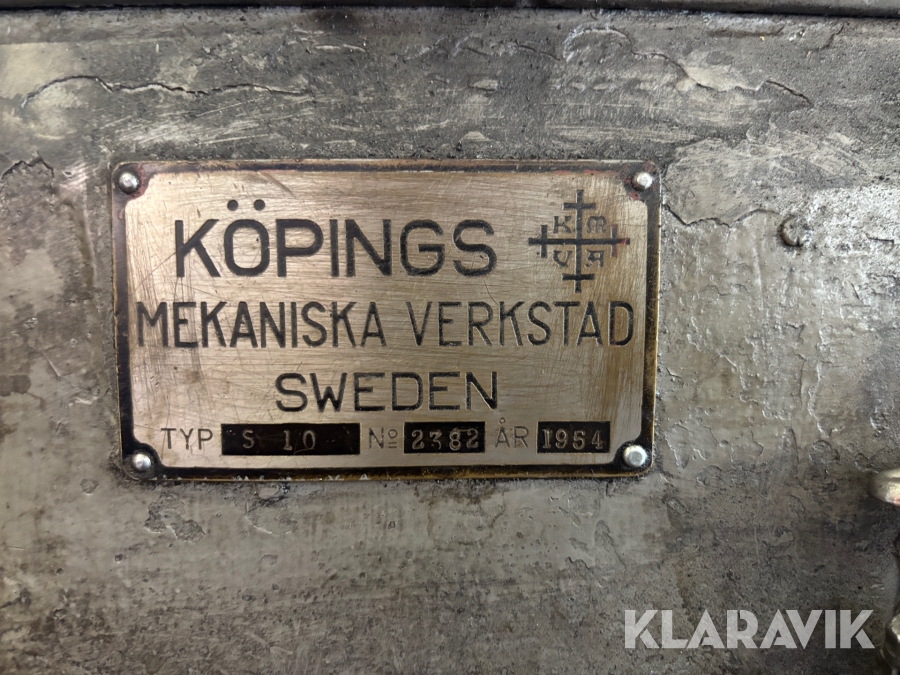 KÖPINGS
K M
V A
MEKANISKA VERKSTAD
SWEDEN
TYP S 10 Nº 2382 ÅR 1954
KLARAVIK